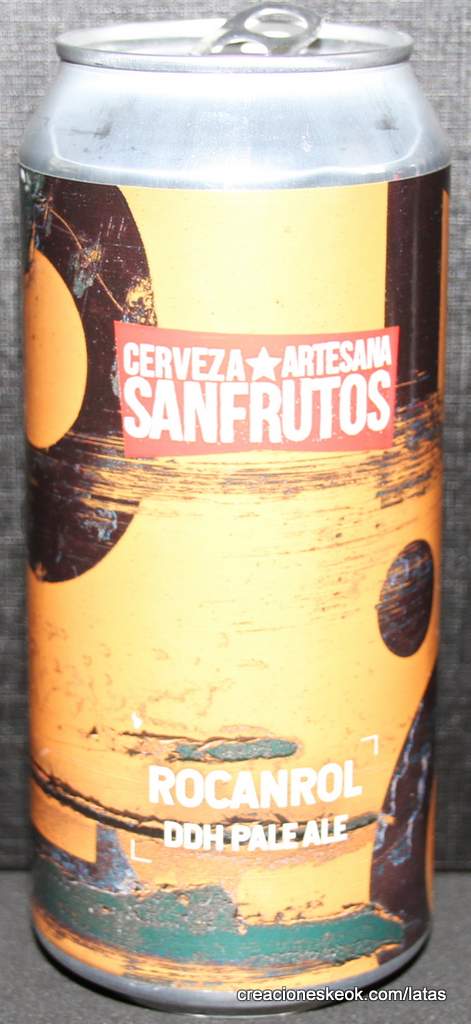 CERVEZA★ARTESANA
SANFRUTOS
ROCANROL
DDH PALE ALE
creacioneskeok.com/latas